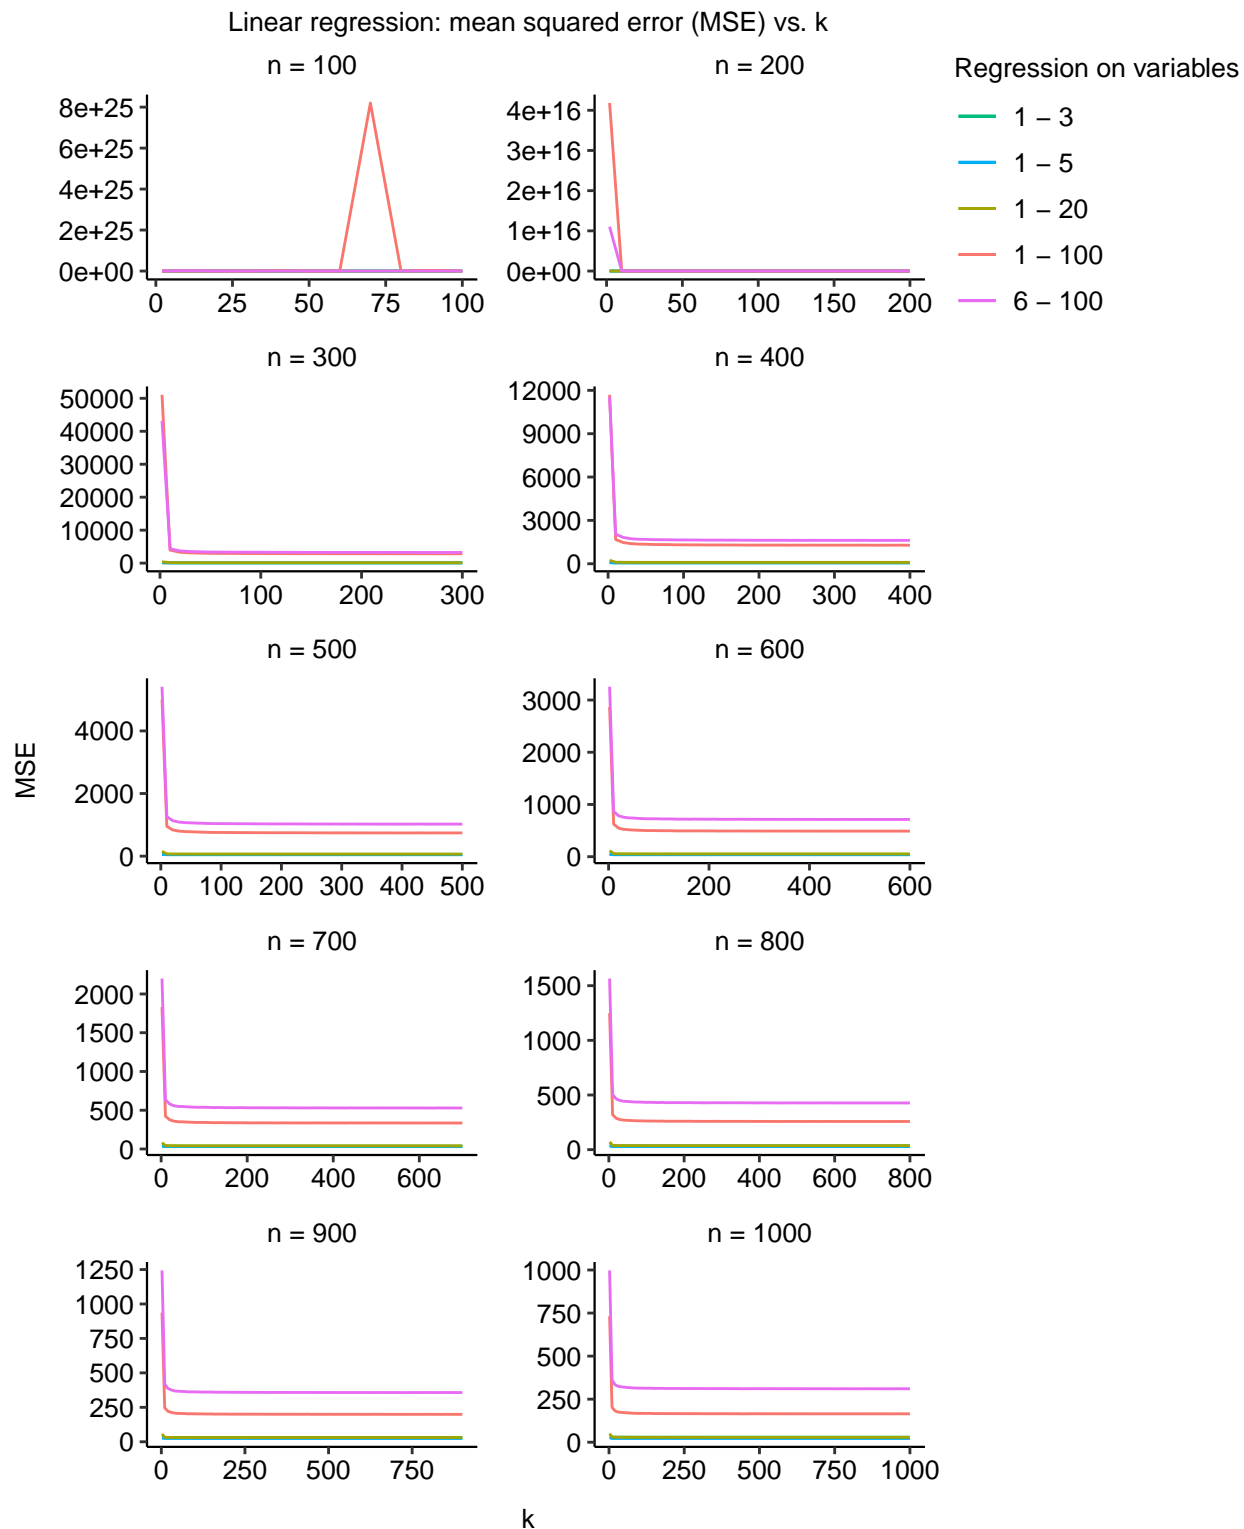 Linear regression: mean squared error (MSE) vs. k
n = 100
n = 200
Regression on variables
1 − 3
1 − 5
1 − 20
1 − 100
6 − 100
8e+25
6e+25
4e+25
2e+25
0e+00
0 25 50 75 100
4e+16
3e+16
2e+16
1e+16
0e+00
0 50 100 150 200
n = 300
n = 400
50000
40000
30000
20000
10000
0
0 100 200 300
12000
9000
6000
3000
0
0 100 200 300 400
n = 500
n = 600
4000
2000
0
0 100 200 300 400 500
3000
2000
1000
0
0 200 400 600
MSE
n = 700
n = 800
2000
1500
1000
500
0
0 200 400 600
1500
1000
500
0
0 200 400 600 800
n = 900
n = 1000
1250
1000
750
500
250
0
0 250 500 750
1000
750
500
250
0
0 250 500 750 1000
k